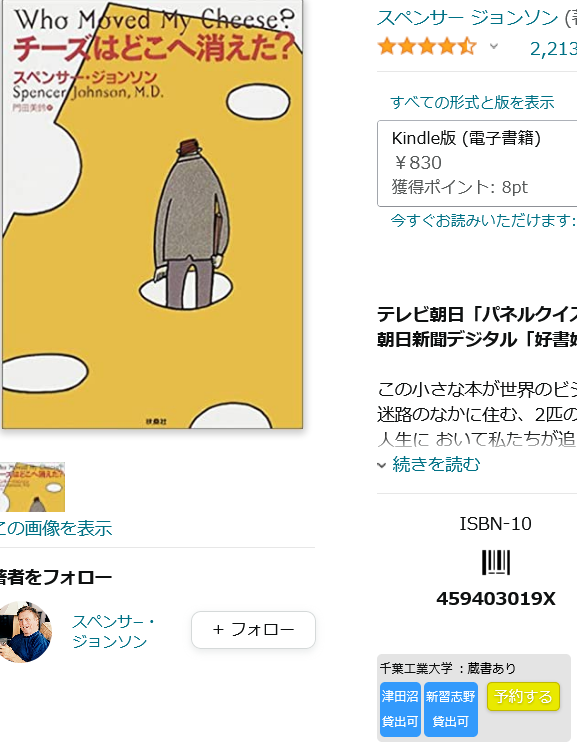 Who Moved My Cheese?
チーズはどこへ消えた?
スペンサー・ジョンソン
Spencer Johnson, M.D.
門田美鈴
扶桑社
この画像を表示
著者をフォロー
スペンサー・
ジョンソン
+ フォロー
スペンサー ジョンソン (著
2,213
すべての形式と版を表示
Kindle版 (電子書籍)
￥830
獲得ポイント: 8pt
今すぐお読みいただけます:
テレビ朝日「パネルクイズ
朝日新聞デジタル「好書好
この小さな本が世界のビジ
迷路のなかに住む、2匹の
人生に おいて私たちが追
続きを読む
ISBN-10
459403019X
千葉工業大学 : 蔵書あり
津田沼 新習志野 予約する
貸出可 貸出可